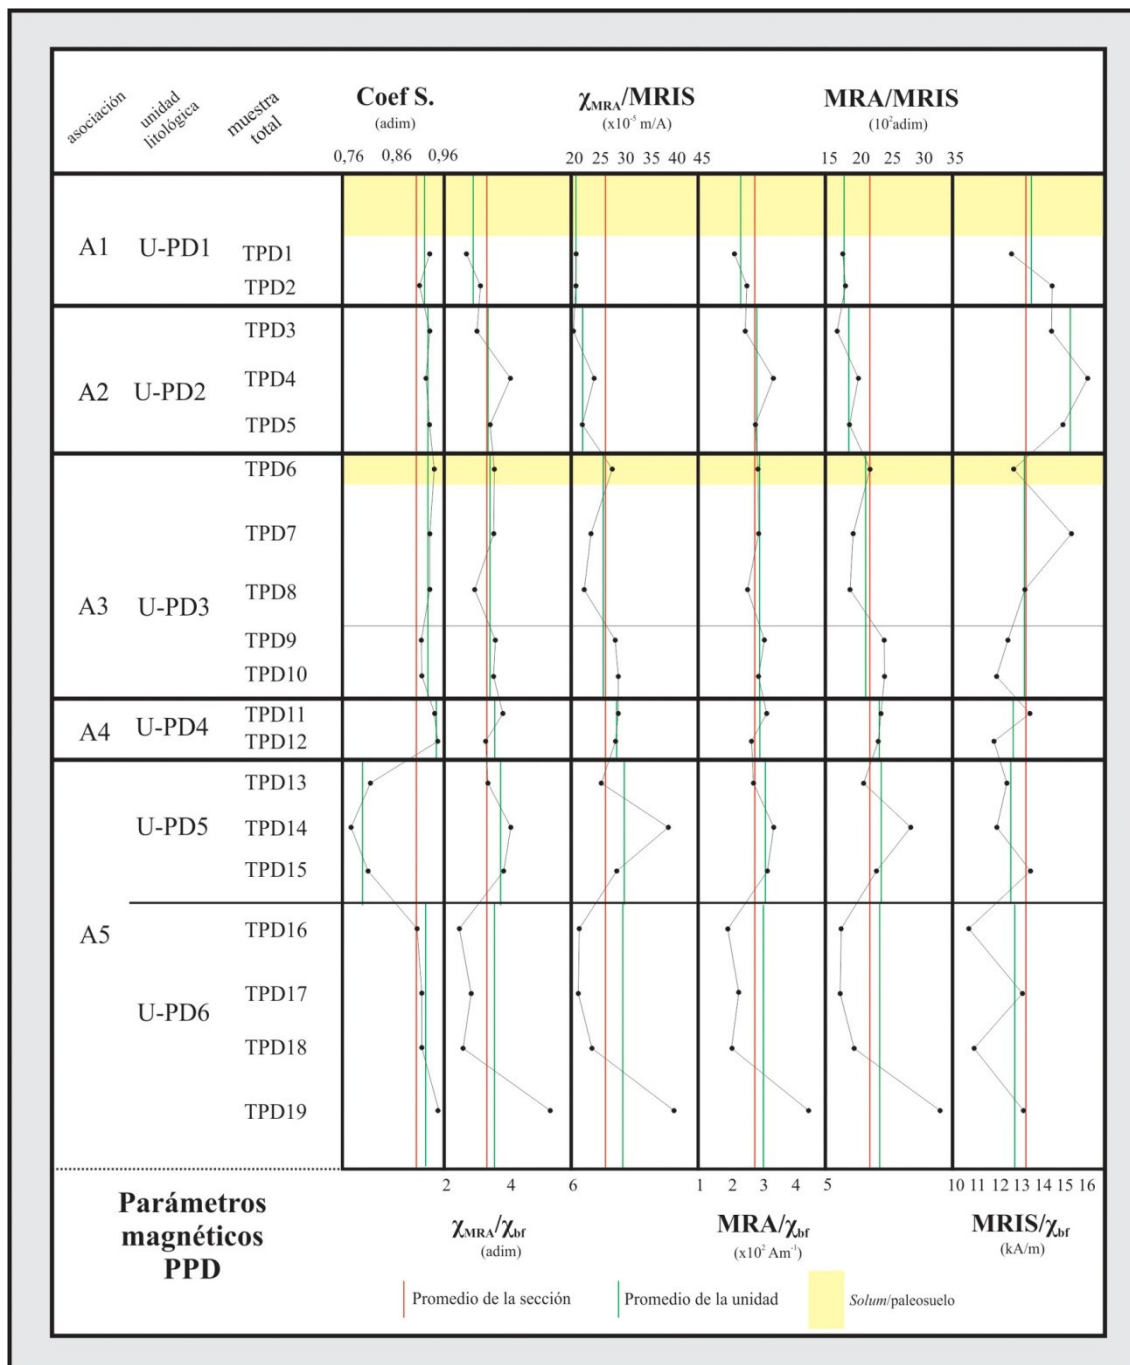 asociación
unidad
litológica
muestra
total
Coef S.
(adim)
0,76 0,86 0,96
χMRA/MRIS
(x10⁻⁵ m/A)
20 25 30 35 40 45
MRA/MRIS
(10²adim)
15 20 25 30 35
A1 U-PD1 TPD1
TPD2
TPD3
A2 U-PD2 TPD4
TPD5
TPD6
TPD7
A3 U-PD3 TPD8
TPD9
TPD10
A4 U-PD4 TPD11
TPD12
TPD13
U-PD5 TPD14
TPD15
A5 TPD16
U-PD6 TPD17
TPD18
TPD19
2 4 6
χMRA/χbf
(adim)
1 2 3 4 5
MRA/χbf
(x10² Am⁻¹)
10 11 12 13 14 15 16
MRIS/χbf
(kA/m)
Parámetros
magnéticos
PPD
Promedio de la sección
Promedio de la unidad
Solum/paleosuelo